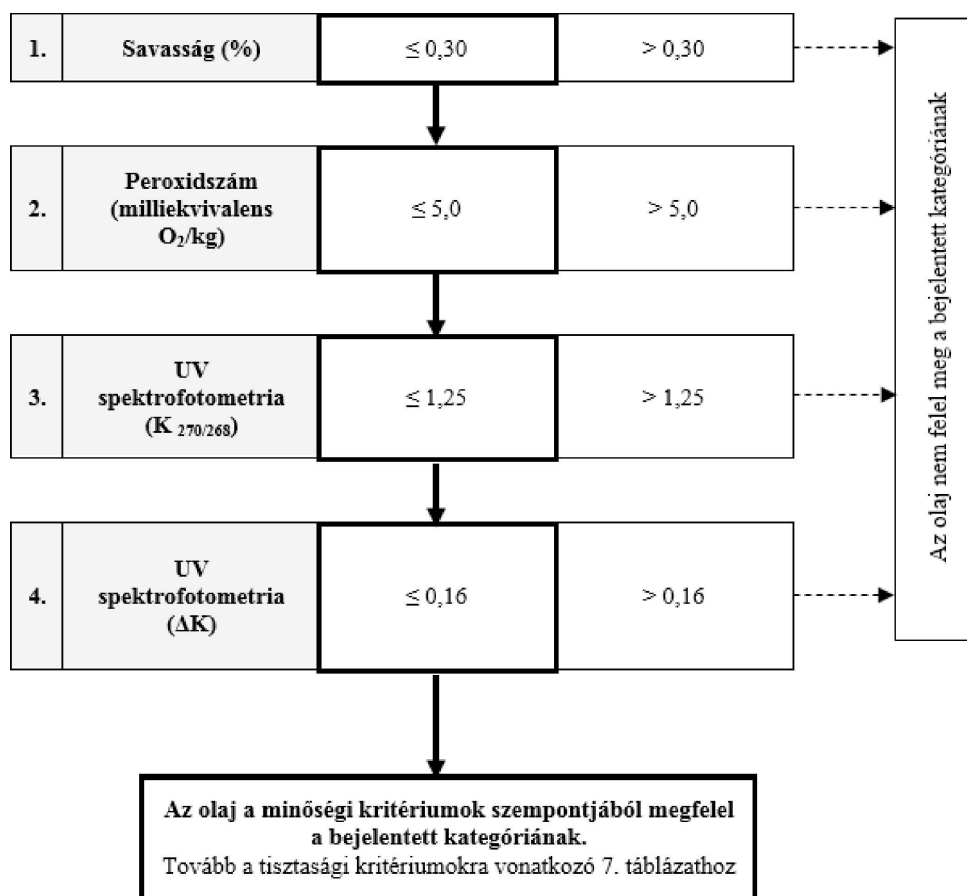 1. Savasság (%) ≤ 0,30 > 0,30
2. Peroxidszám
(milliekvivalens
O₂/kg) ≤ 5,0 > 5,0
3. UV
spektrofotometria
(K 270/268) ≤ 1,25 > 1,25
4. UV
spektrofotometria
(ΔK) ≤ 0,16 > 0,16
Az olaj nem felel meg a bejelentett kategóriának
Az olaj a minőségi kritériumok szempontjából megfelel
a bejelentett kategóriának.
Tovább a tisztasági kritériumokra vonatkozó 7. táblázathoz